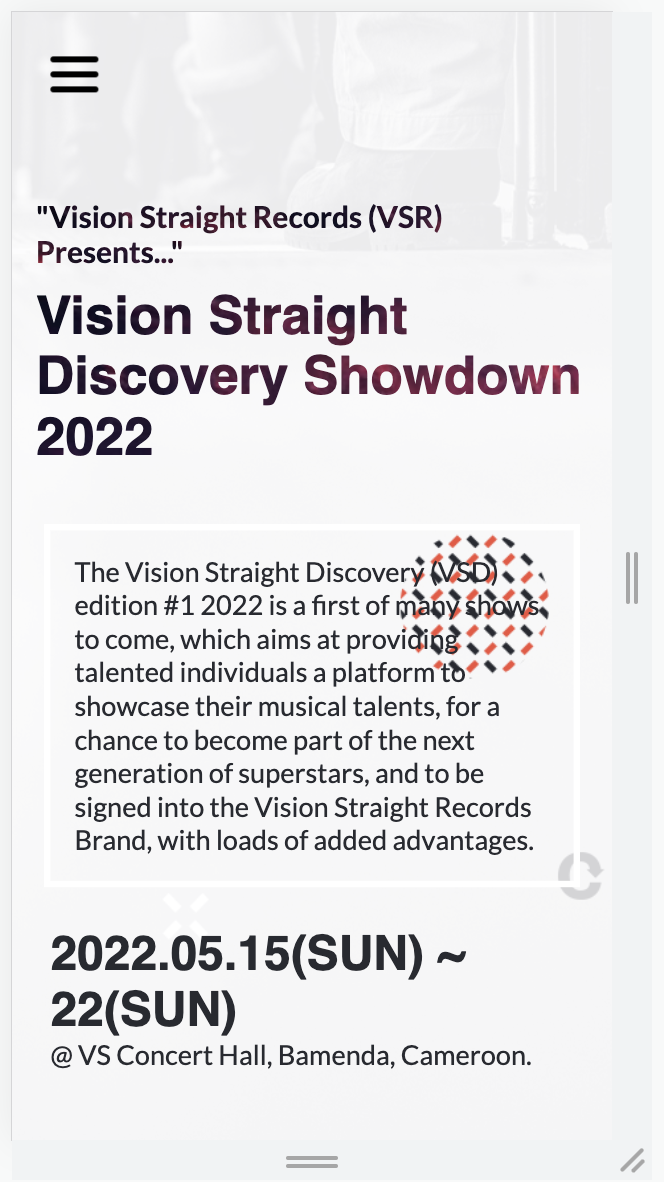 "Vision Straight Records (VSR)
Presents..."
Vision Straight
Discovery Showdown
2022
The Vision Straight Discovery (VSD)
edition #1 2022 is a first of many shows
to come, which aims at providing
talented individuals a platform to
showcase their musical talents, for a
chance to become part of the next
generation of superstars, and to be
signed into the Vision Straight Records
Brand, with loads of added advantages.
2022.05.15(SUN) ~
22(SUN)
@ VS Concert Hall, Bamenda, Cameroon.